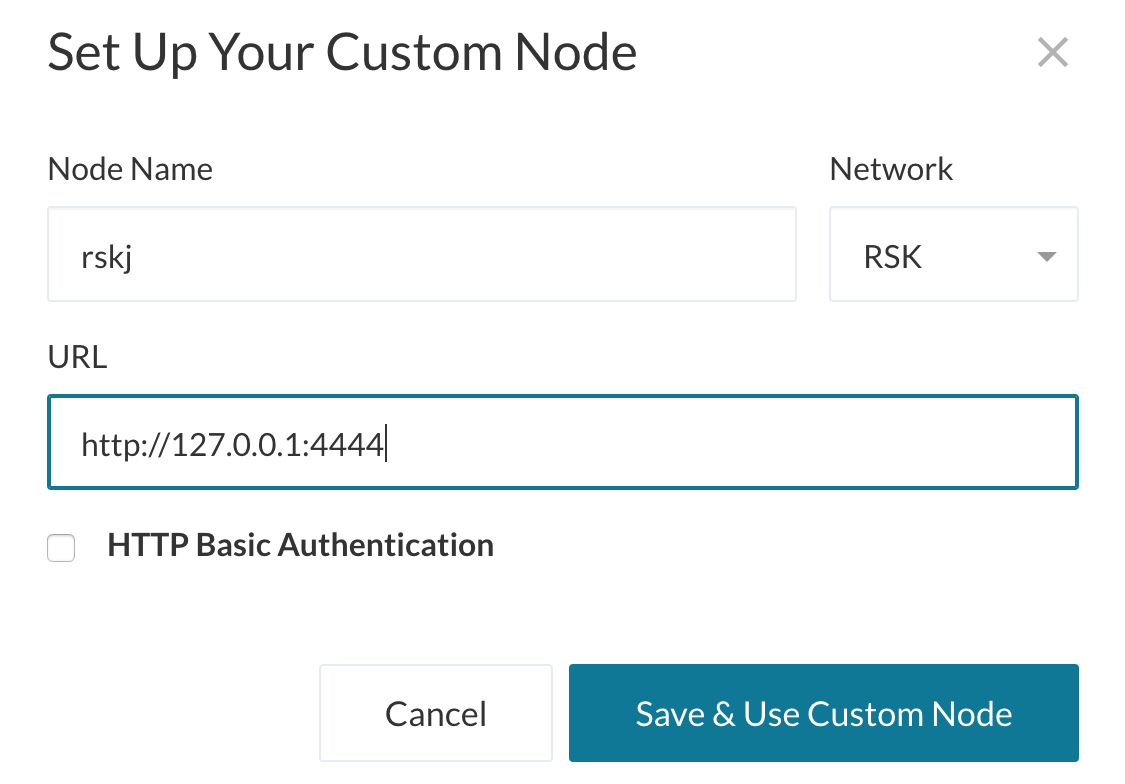 Set Up Your Custom Node
Node Name
Network
rskj
RSK
URL
http://127.0.0.1:4444
HTTP Basic Authentication
Cancel
Save & Use Custom Node